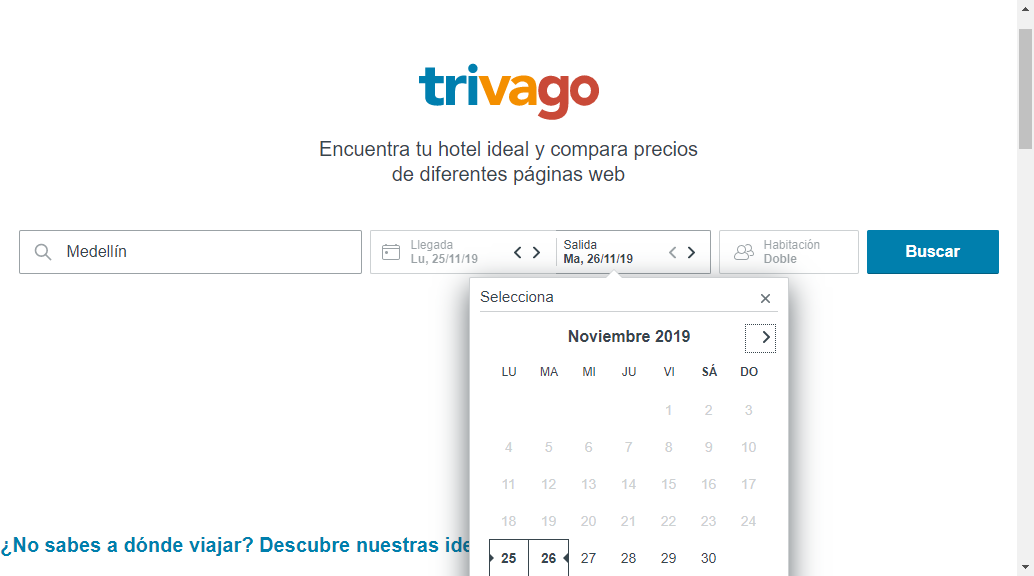 trivago
Encuentra tu hotel ideal y compara precios
de diferentes páginas web
Medellín
Llegada
Lu, 25/11/19
Salida
Ma, 26/11/19
Habitación
Doble
Buscar
Selecciona
Noviembre 2019
LU MA MI JU VI SÁ DO
1 2 3
4 5 6 7 8 9 10
11 12 13 14 15 16 17
18 19 20 21 22 23 24
25 26 27 28 29 30
¿No sabes a dónde viajar? Descubre nuestras ide